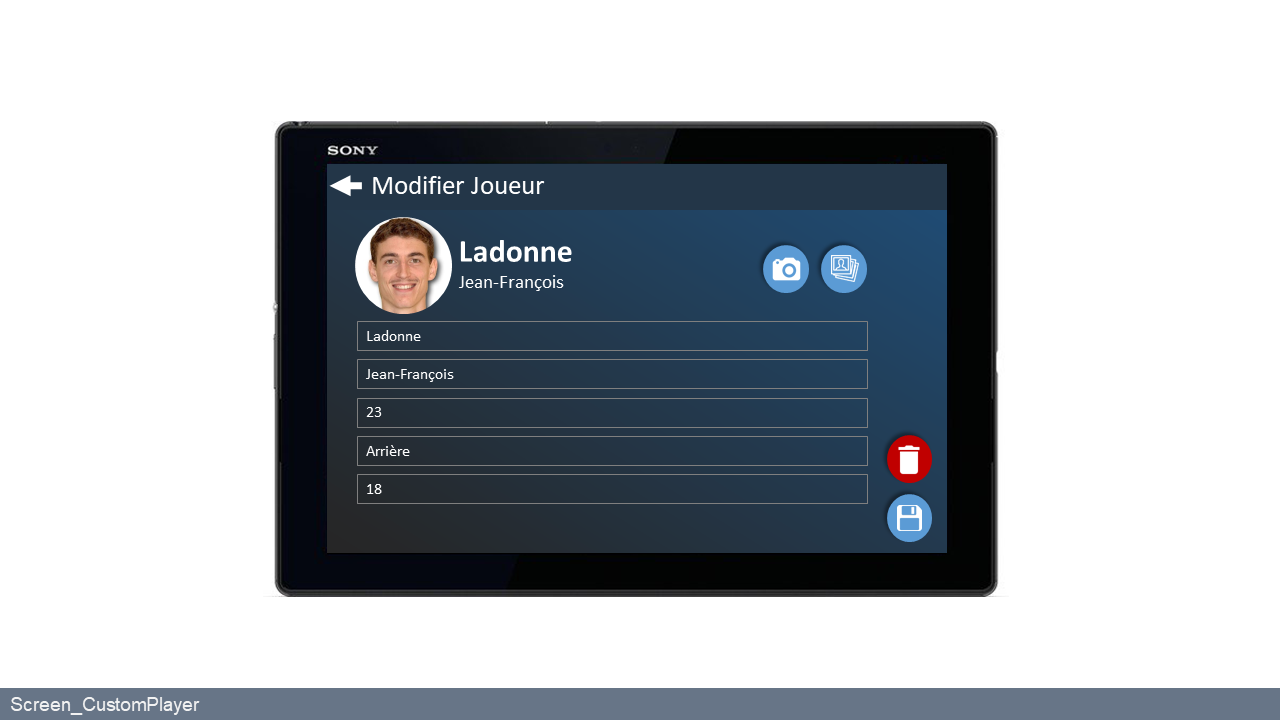 SONY
Modifier Joueur
Ladonne
Jean-François
Ladonne
Jean-François
23
Arrière
18
Screen_CustomPlayer